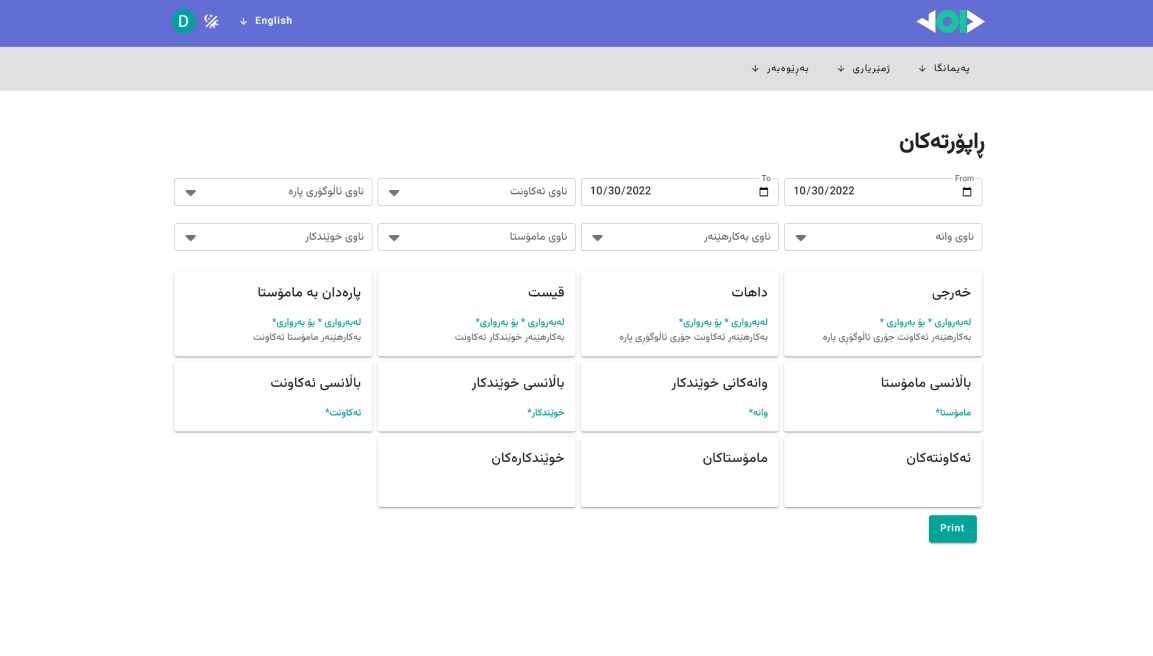 English
D
پەیمانگا
ژمێریاری
بەڕێوەبەر
ڕاپۆرتەکان
From
10/30/2022
To
10/30/2022
ناوی ئەکاونت
ناوی ئاڵوگۆڕی پارە
ناوی وانە
ناوی بەکارهێنەر
ناوی مامۆستا
ناوی خوێندکار
خەرجی
لەبەرواری * بۆ بەرواری *
بەکارهێنەر ئەکاونت جۆری ئاڵوگۆڕی پارە
داهات
لەبەرواری * بۆ بەرواری*
بەکارهێنەر ئەکاونت جۆری ئاڵوگۆڕی پارە
قیست
لەبەرواری * بۆ بەرواری*
بەکارهێنەر خوێندکار ئەکاونت
پارەدان بە مامۆستا
لەبەرواری * بۆ بەرواری*
بەکارهێنەر مامۆستا ئەکاونت
باڵانسی مامۆستا
مامۆستا*
وانەکانی خوێندکار
وانە*
باڵانسی خوێندکار
خوێندکار*
باڵانسی ئەکاونت
ئەکاونت*
ئەکاونتەکان
مامۆستاکان
خوێندکارەکان
Print